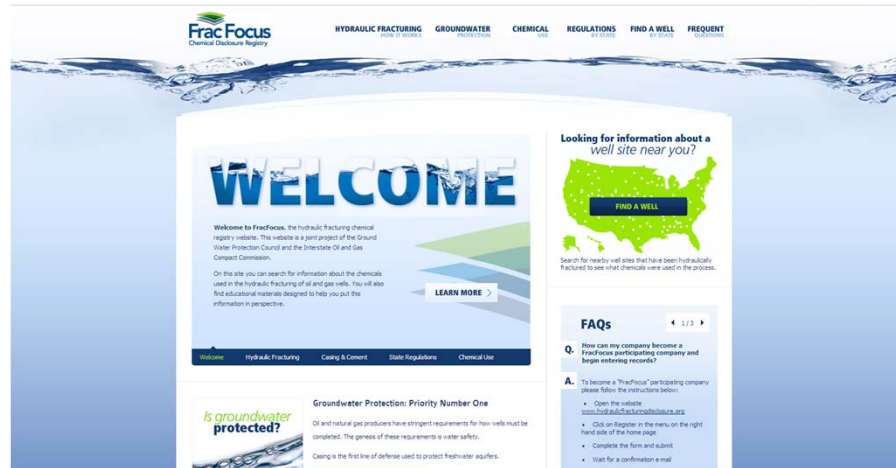 Frac Focus
Chemical Disclosure Registry
HYDRAULIC FRACTURING
HOW IT WORKS
GROUNDWATER
PROTECTION
CHEMICAL
USE
REGULATIONS
BY STATE
FIND A WELL
BY STATE
FREQUENT
QUESTIONS
WELCOME
Welcome to FracFocus, the hydraulic fracturing chemical
registry website. This website is a joint project of the Ground
Water Protection Council and the Interstate Oil and Gas
Compact Commission.
On this site you can search for information about the chemicals
used in the hydraulic fracturing of oil and gas wells. You will also
find educational materials designed to help you put this
information in perspective.
LEARN MORE
Welcome
Hydraulic Fracturing
Casing & Cement
State Regulations
Chemical Use
Looking for information about a
well site near you?
FIND A WELL
Search for nearby well sites that have been hydraulically
fractured to see what chemicals were used in the process.
FAQs
1/3
Q. How can my company become a
FracFocus participating company and
begin entering records?
A. To become a "FracFocus" participating company
please follow the instructions below:
• Open the website
www.hydraulicfracturingdisclosure.org
• Click on Register in the menu on the right
hand side of the home page
• Complete the form and submit
• Wait for a confirmation e-mail
Is groundwater
protected?
Groundwater Protection: Priority Number One
Oil and natural gas producers have stringent requirements for how wells must be
completed. The genesis of these requirements is water safety.
Casing is the first line of defense used to protect freshwater aquifers.